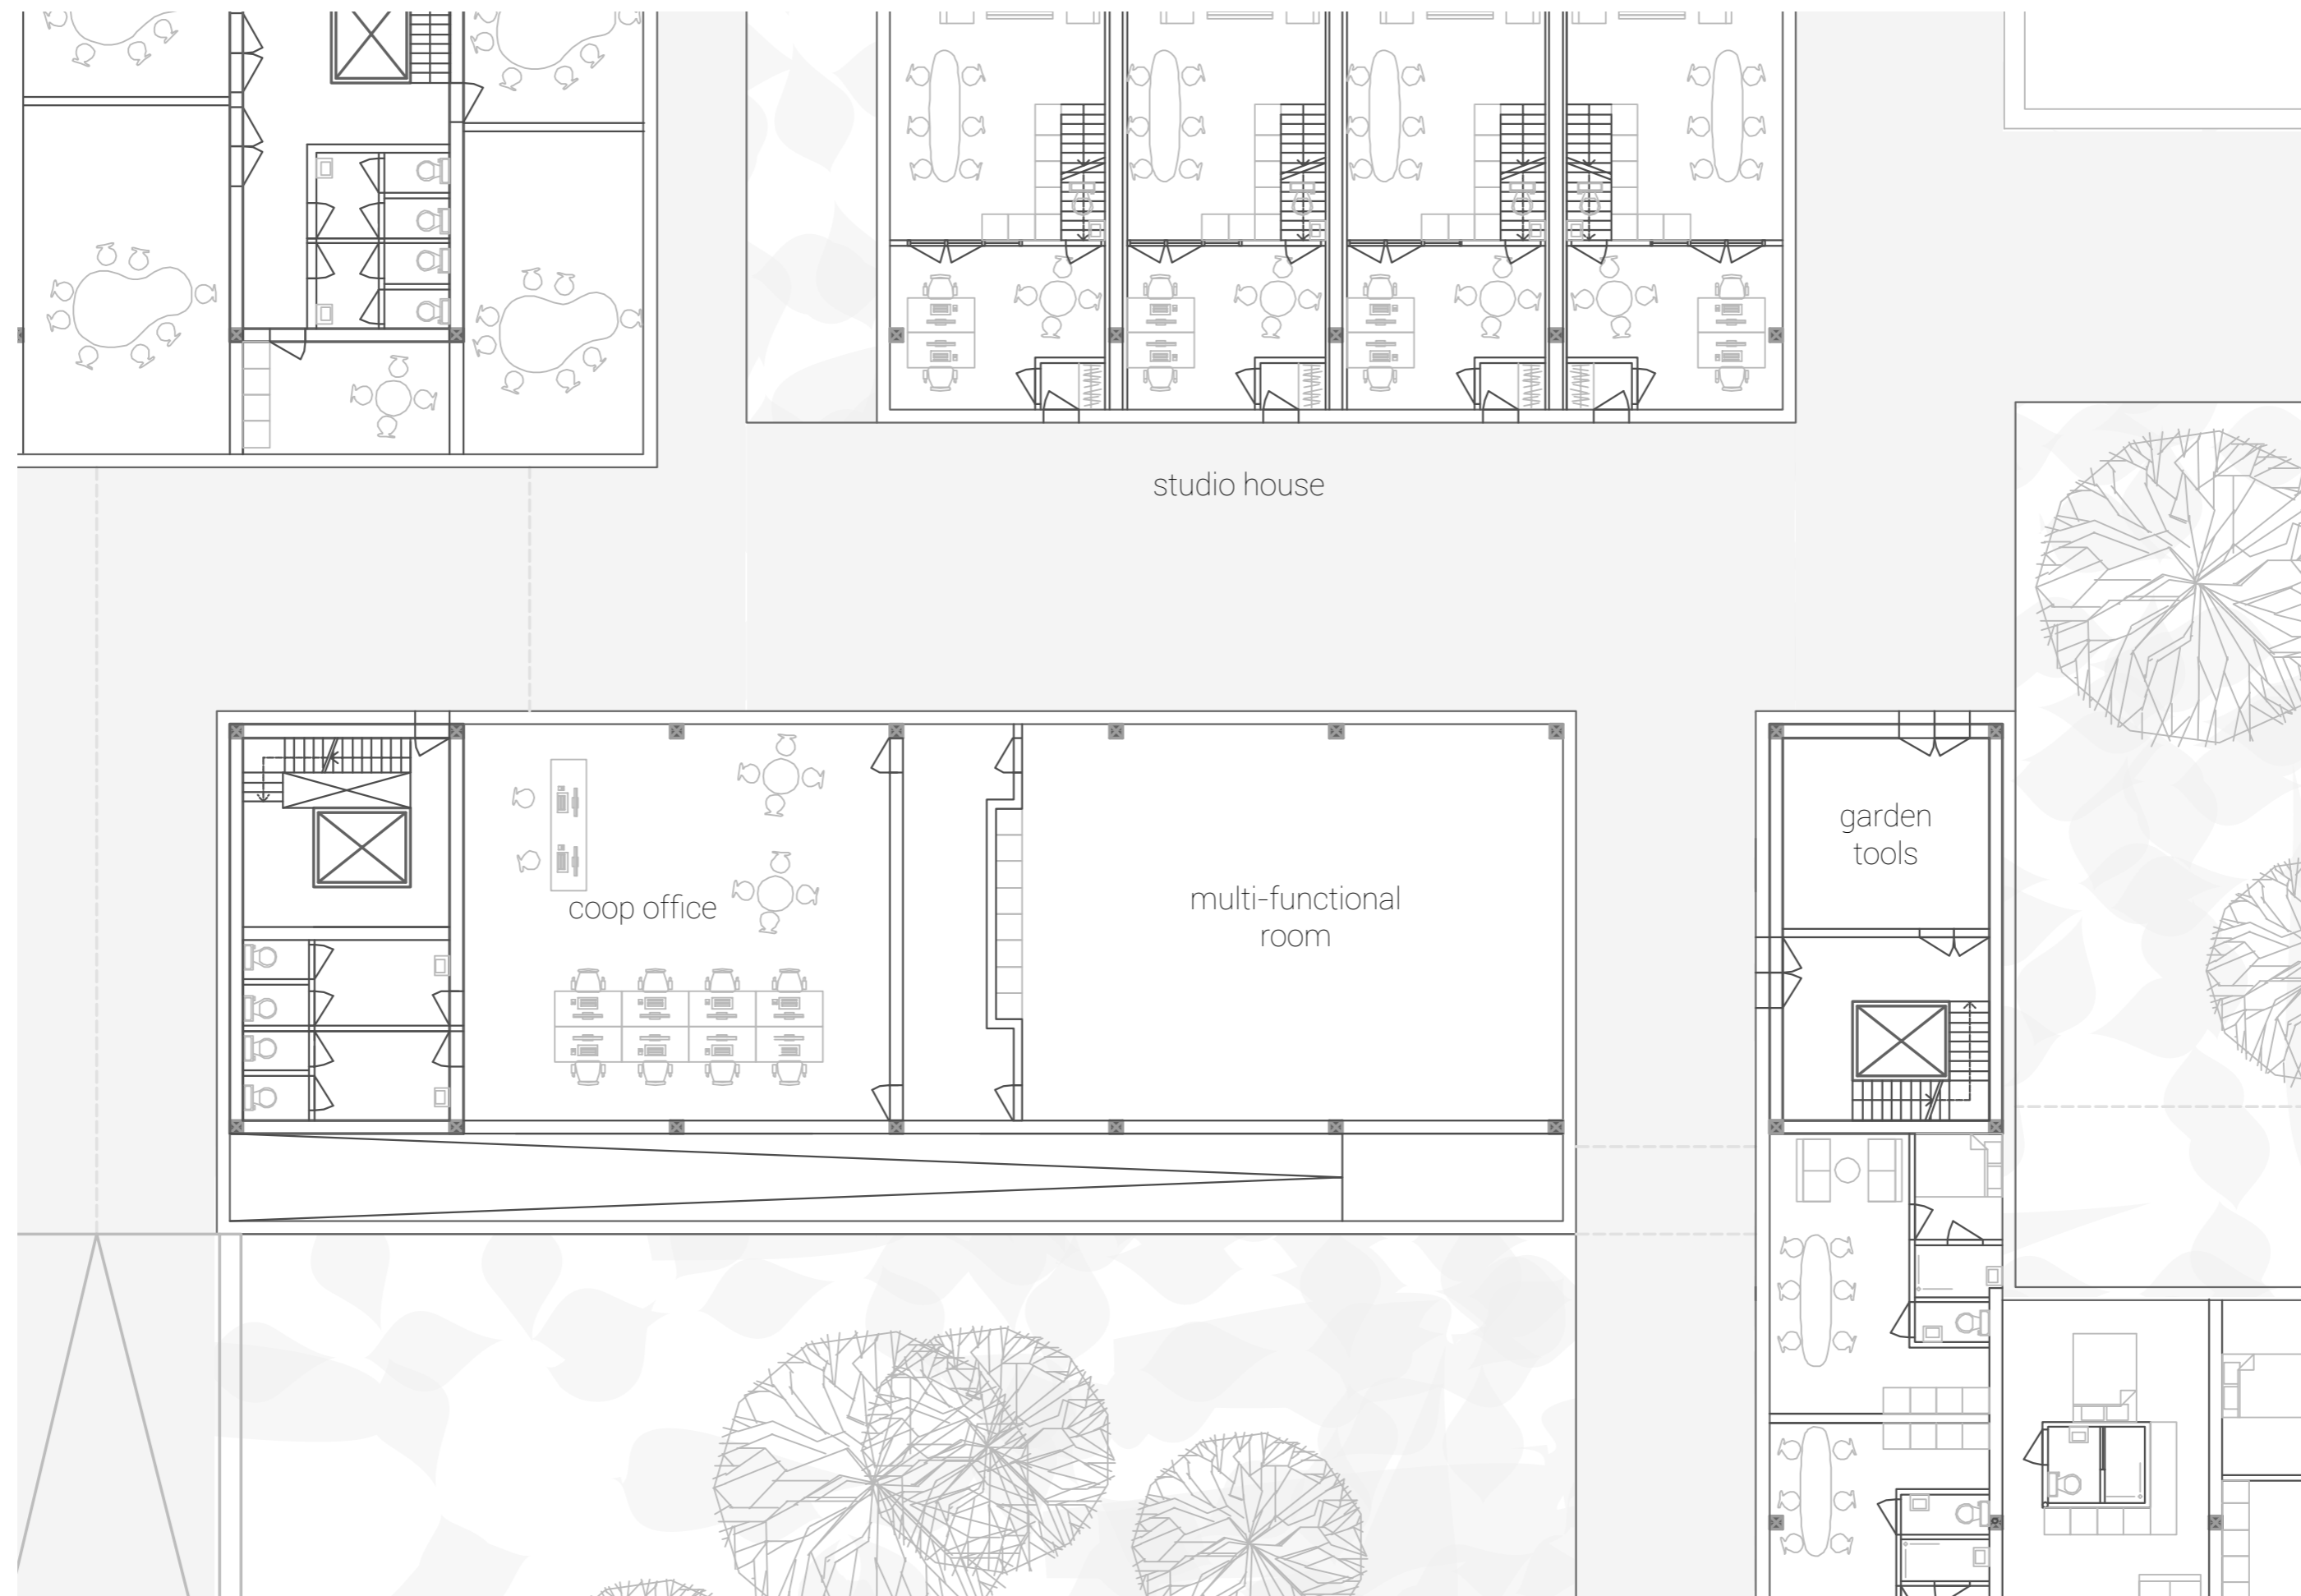 studio house
garden
tools
coop office
multi-functional
room